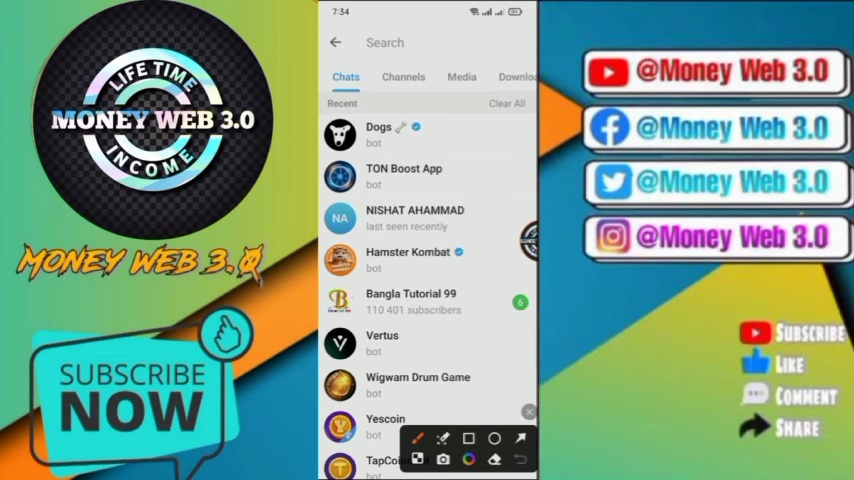 LIFE TIME
MONEY WEB 3.0
INCOME
MONEY WEB 3.0
SUBSCRIBE
NOW
7:34
Search
Chats Channels Media Downlo
Recent Clear All
Dogs
bot
TON Boost App
bot
NA
NISHAT AHAMMAD
last seen recently
Hamster Kombat
bot
Bangla Tutorial 99
110 401 subscribers
6
Vertus
bot
Wigwam Drum Game
bot
Yescoin
bot
TapCoins
bot
@Money Web 3.0
@Money Web 3.0
@Money Web 3.0
@Money Web 3.0
SUBSCRIBE
LIKE
COMMENT
SHARE